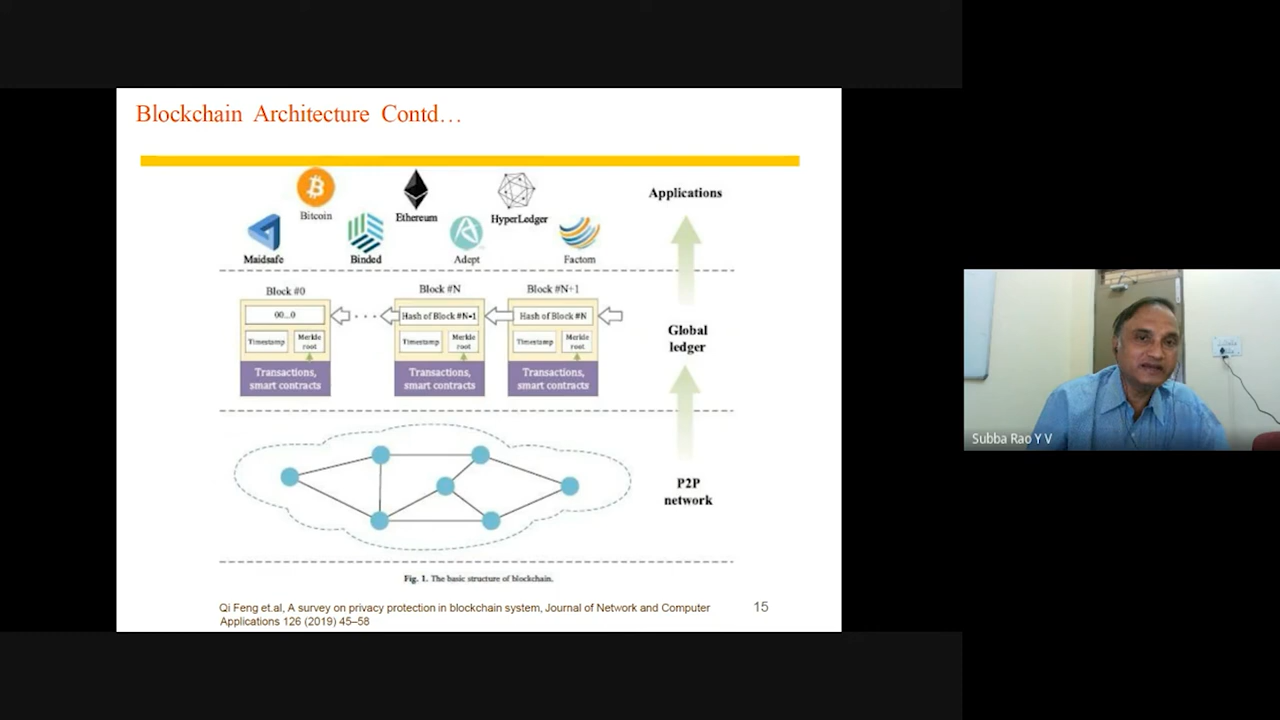 Blockchain Architecture Contd…
Applications
Bitcoin
Ethereum
HyperLedger
Maidsafe
Binded
Adept
Factom
Block #0
Block #N
Block #N+1
00...0
Hash of Block #N-1
Hash of Block #N
Timestamp
Merkle
root
Timestamp
Merkle
root
Timestamp
Merkle
root
Transactions,
smart contracts
Transactions,
smart contracts
Transactions,
smart contracts
Global
ledger
P2P
network
Fig. 1. The basic structure of blockchain.
Qi Feng et.al, A survey on privacy protection in blockchain system, Journal of Network and Computer
Applications 126 (2019) 45–58
15
Subba Rao Y V